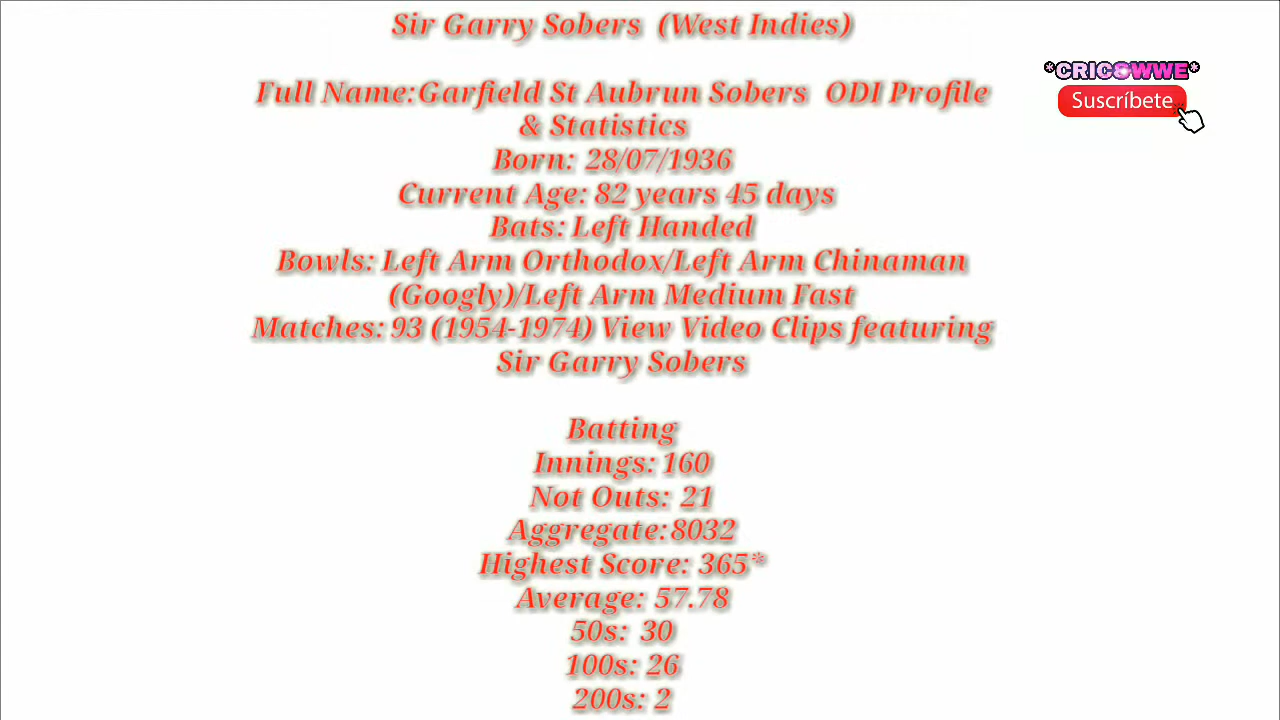 Sir Garry Sobers (West Indies)
*CRIC&WWE*
Suscríbete
Full Name:Garfield St Aubrun Sobers ODI Profile
& Statistics
Born: 28/07/1936
Current Age: 82 years 45 days
Bats: Left Handed
Bowls: Left Arm Orthodox/Left Arm Chinaman
(Googly)/Left Arm Medium Fast
Matches: 93 (1954-1974) View Video Clips featuring
Sir Garry Sobers
Batting
Innings: 160
Not Outs: 21
Aggregate:8032
Highest Score: 365*
Average: 57.78
50s: 30
100s: 26
200s: 2